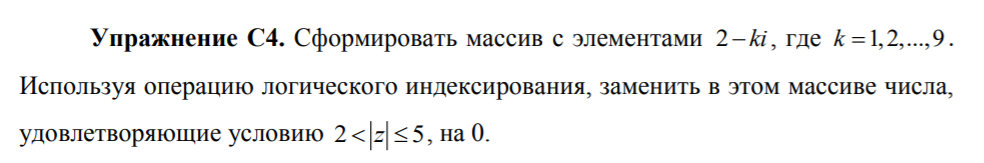 Упражнение С4. Сформировать массив с элементами 2−ki, где k=1,2,...,9.
Используя операцию логического индексирования, заменить в этом массиве числа,
удовлетворяющие условию 2<|z|≤5, на 0.